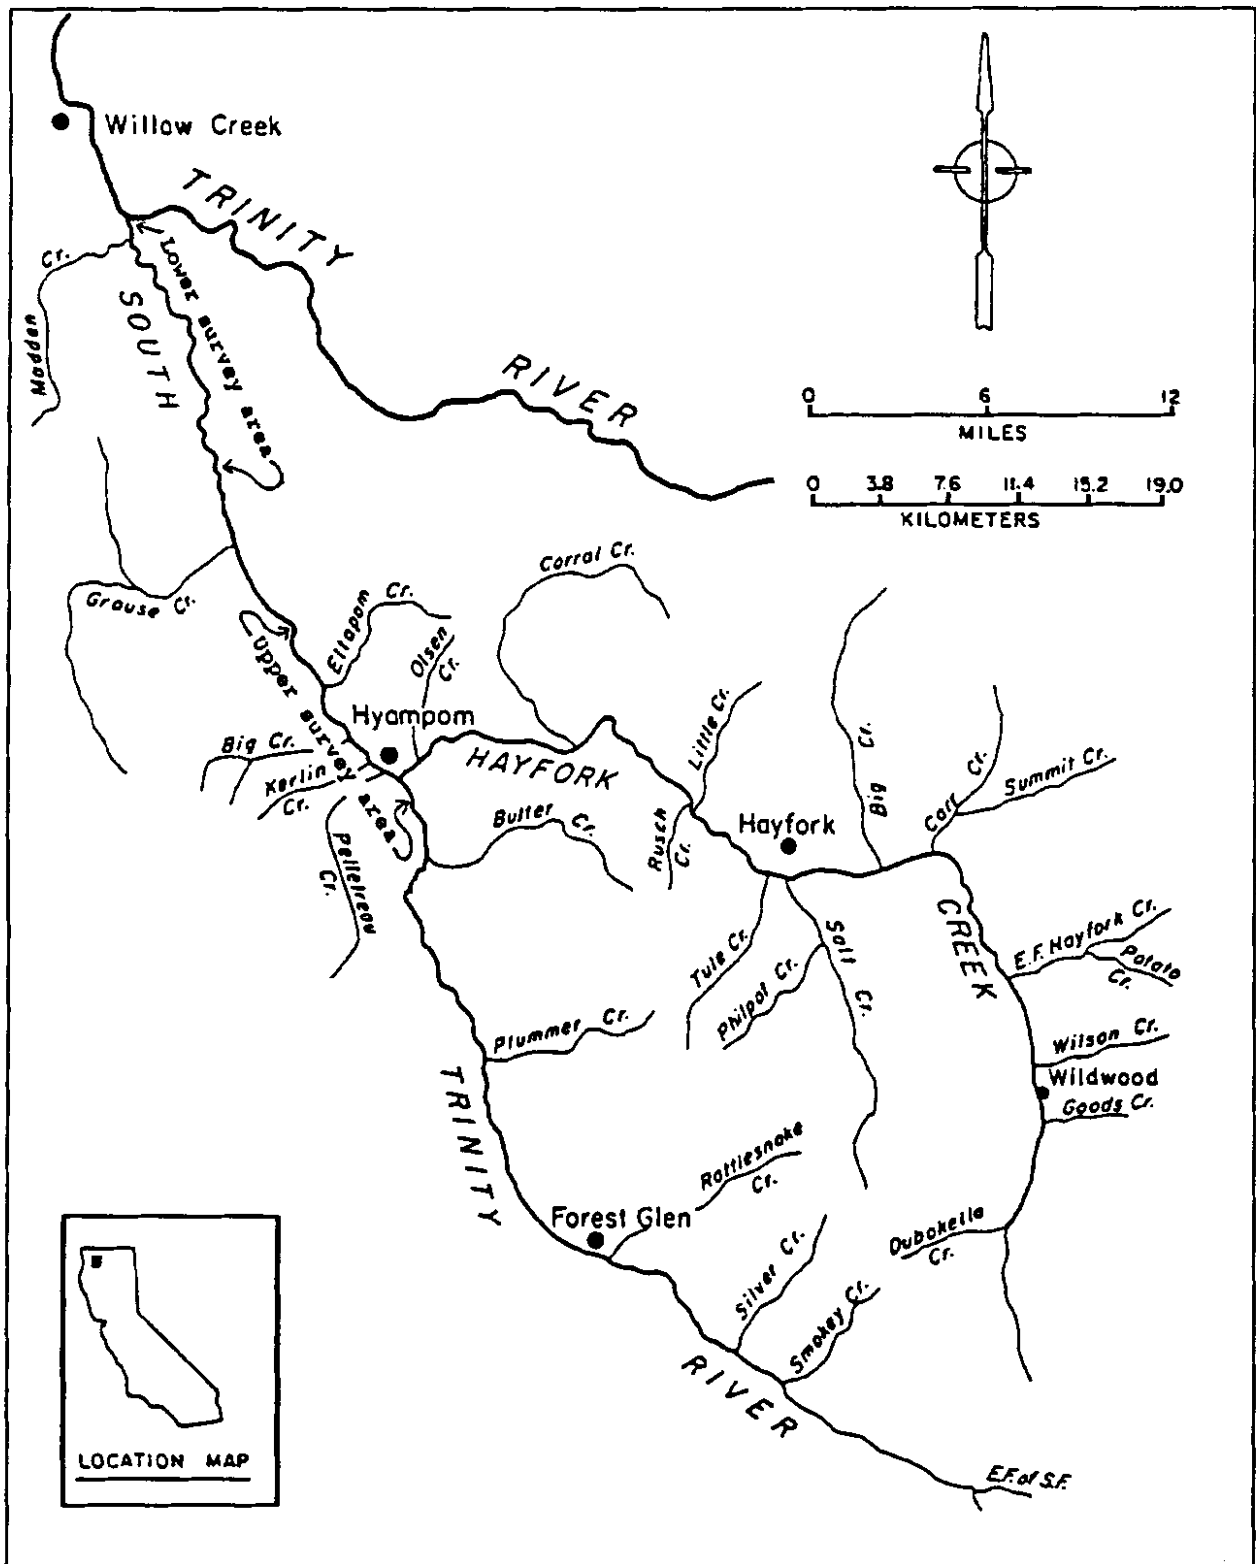 Willow Creek
TRINITY
Cr.
Madden
Lower survey area
SOUTH
RIVER
0 6 12
MILES
0 3.8 7.6 11.4 15.2 19.0
KILOMETERS
Corral Cr.
Grouse Cr.
Eltapom Cr.
Olsen
Cr.
Upper survey area
Hyampom
Big Cr.
Kerlin
Cr.
HAYFORK
Little Cr.
Big Cr.
Carr Cr.
Summit Cr.
Butter Cr.
Rusch
Cr.
Hayfork
Pelletreau
Cr.
CREEK
Salt Cr.
Tule Cr.
Philpot Cr.
E.F. Hayfork Cr.
Potato
Cr.
Plummer Cr.
Wilson Cr.
Wildwood
Goods Cr.
TRINITY
Rattlesnake
Cr.
Forest Glen
Dubakella
Cr.
Silver Cr.
Smokey Cr.
RIVER
E.F. of S.F.
LOCATION MAP